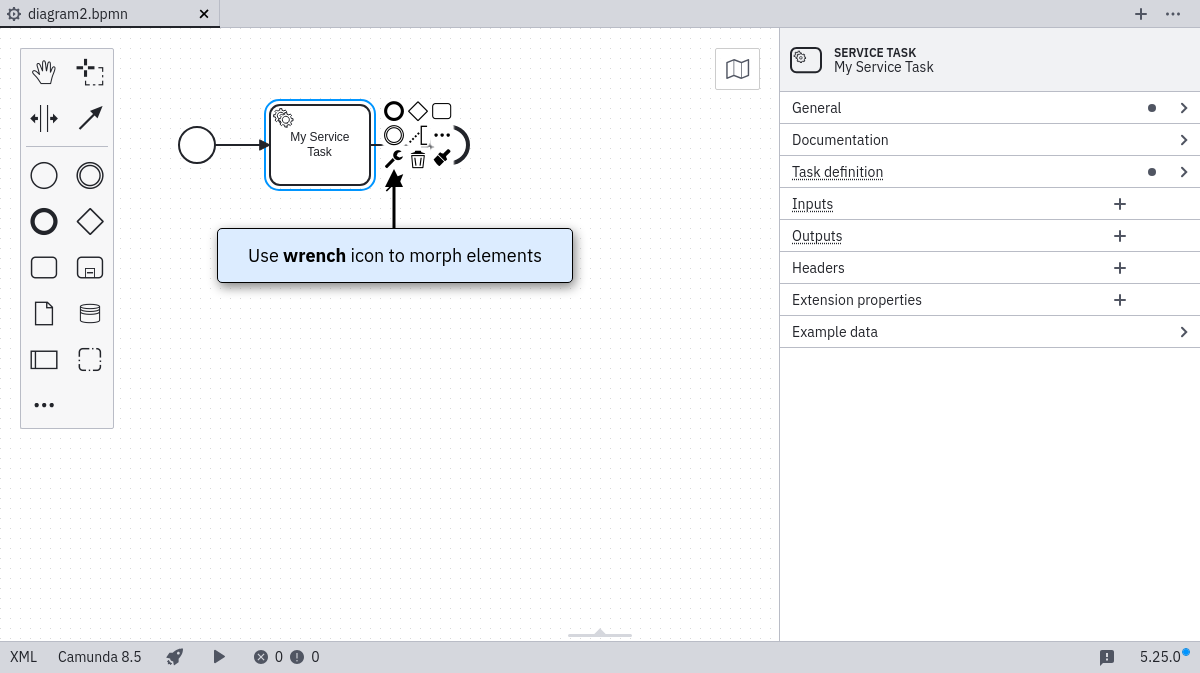 diagram2.bpmn
My Service
Task
Use wrench icon to morph elements
SERVICE TASK
My Service Task
General
Documentation
Task definition
Inputs
Outputs
Headers
Extension properties
Example data
XML Camunda 8.5 0 0 5.25.0